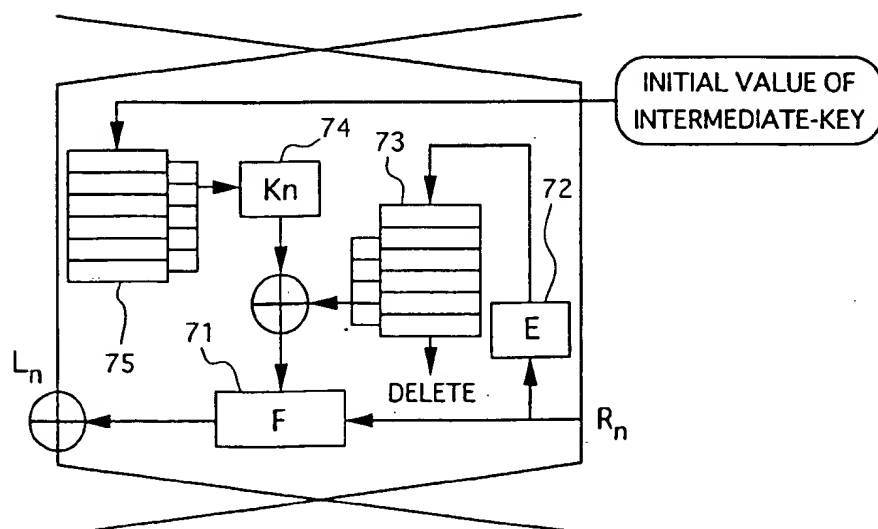 INITIAL VALUE OF
INTERMEDIATE-KEY
74
73
Kn
72
E
75
71
Ln
DELETE
F
Rn